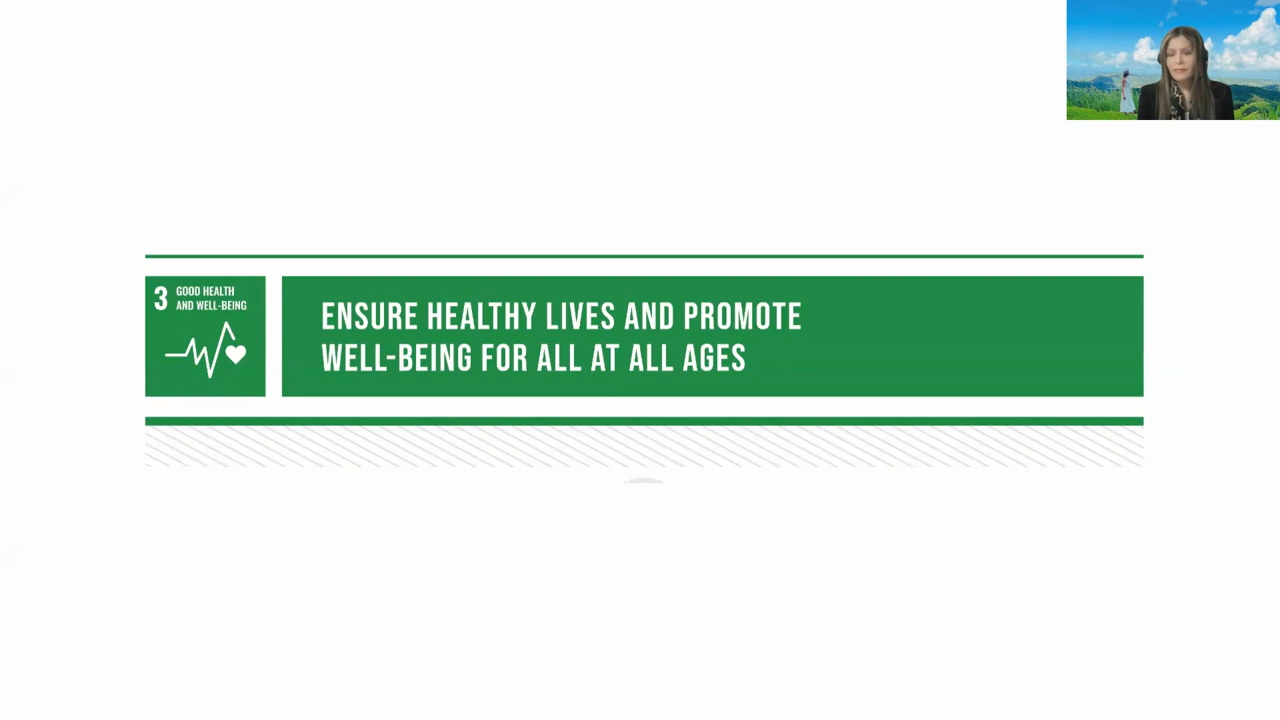 3 GOOD HEALTH
AND WELL-BEING
ENSURE HEALTHY LIVES AND PROMOTE
WELL-BEING FOR ALL AT ALL AGES